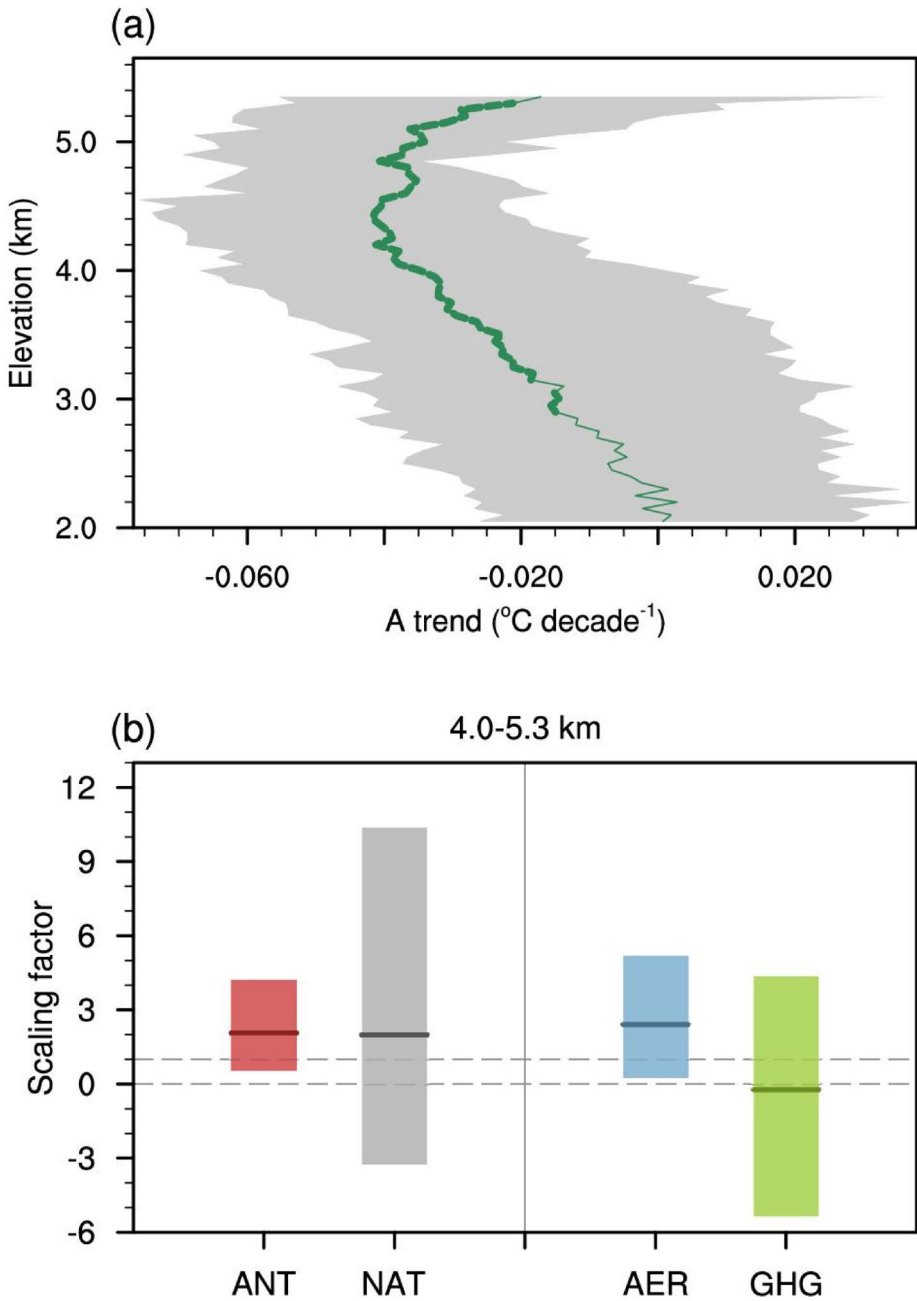 (a)
5.0
4.0
3.0
2.0
Elevation (km)
-0.060 -0.020 0.020
A trend (°C decade⁻¹)
(b) 4.0-5.3 km
12
9
6
3
0
-3
-6
Scaling factor
ANT NAT AER GHG